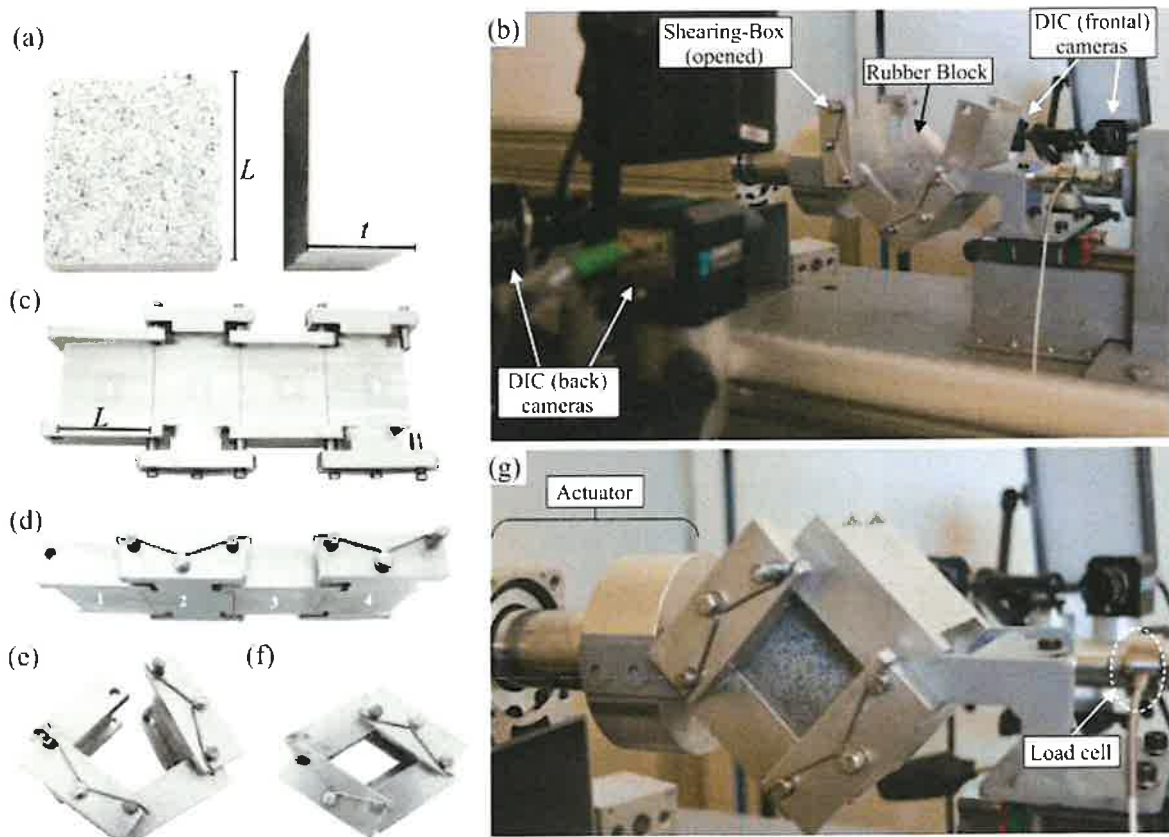 (a)
L
t
(b)
Shearing-Box
(opened)
Rubber Block
DIC (frontal)
cameras
DIC (back)
cameras
(c)
L
(d)
1
2
3
4
(e)
(f)
(g)
Actuator
Load cell